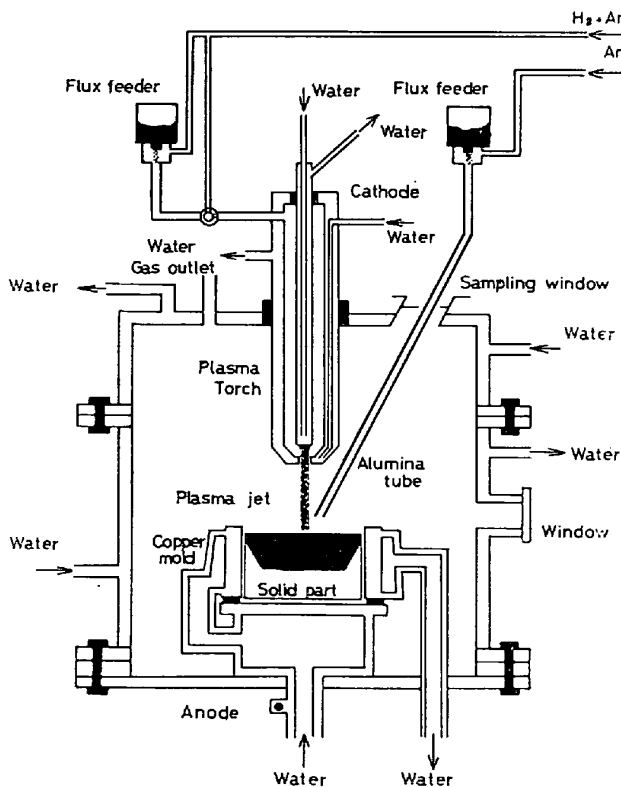 H₂+Ar
Ar
Flux feeder
Flux feeder
Water
Water
Cathode
Water
Water
Gas outlet
Water
Sampling window
Water
Plasma
Torch
Alumina
tube
Water
Plasma jet
Window
Water
Copper
mold
Solid part
Anode
Water
Water